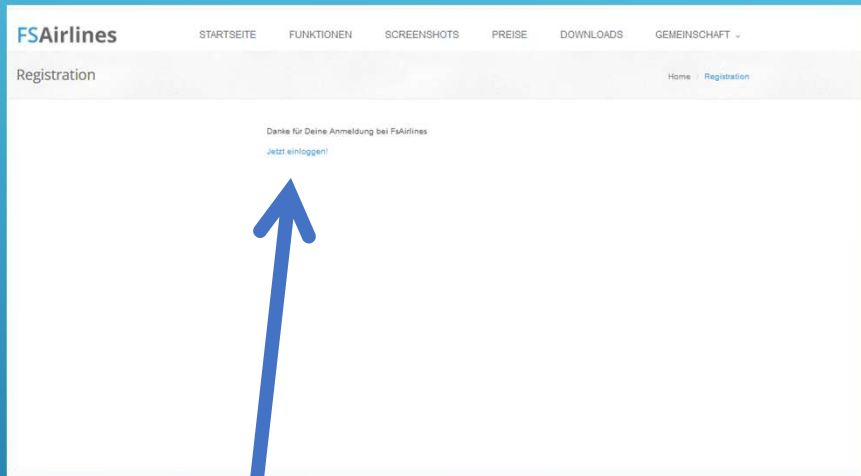 FSAirlines
STARTSEITE FUNKTIONEN SCREENSHOTS PREISE DOWNLOADS GEMEINSCHAFT
Registration
Home / Registration
Danke für Deine Anmeldung bei FsAirlines
Jetzt einloggen!